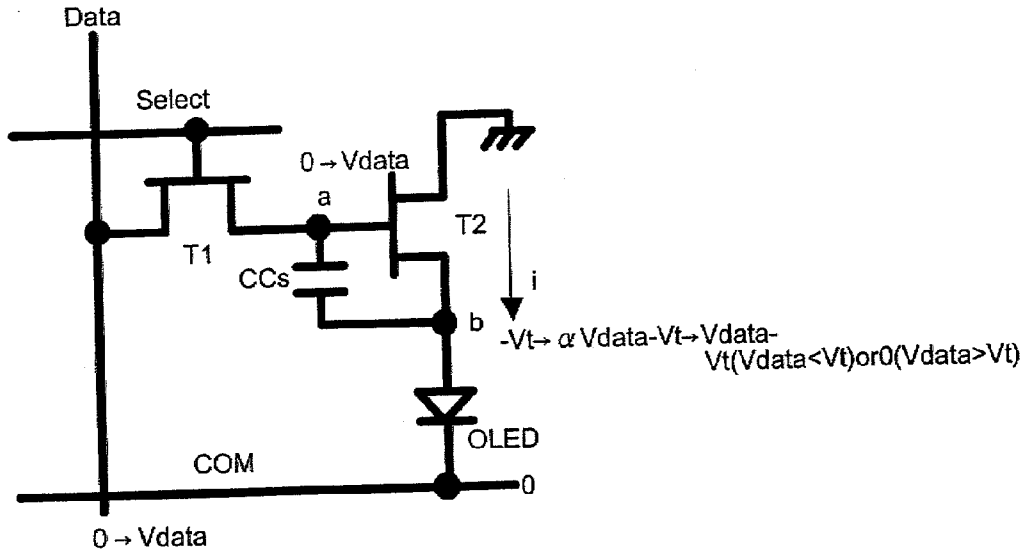 Data
Select
0→Vdata
a
T1
T2
CCs
i
b
-Vt→αVdata-Vt→Vdata-
Vt(Vdata<Vt)or0(Vdata>Vt)
OLED
COM
0
0→Vdata